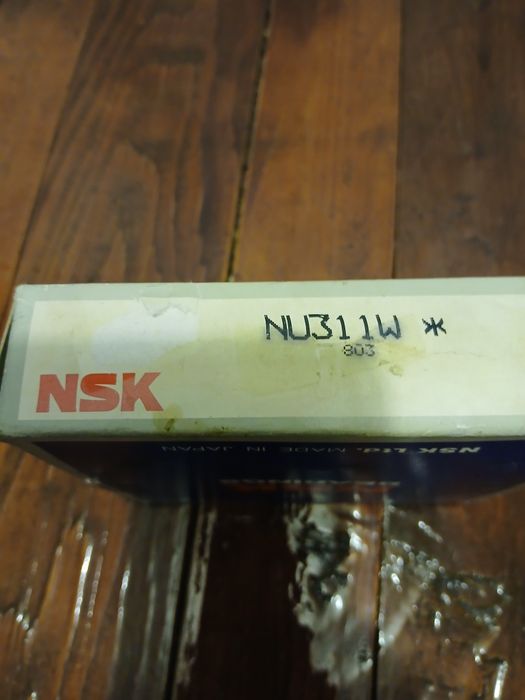 NU311W *
803
NSK
NSK Ltd. MADE IN JAPAN